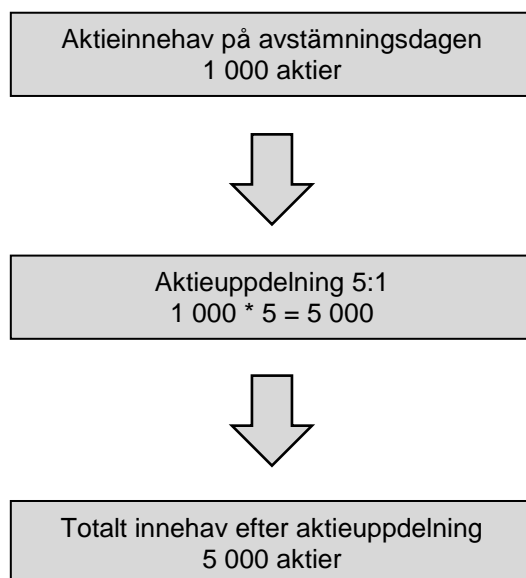 Aktieinnehav på avstämningsdagen
1 000 aktier
Aktieuppdelning 5:1
1 000 * 5 = 5 000
Totalt innehav efter aktieuppdelning
5 000 aktier